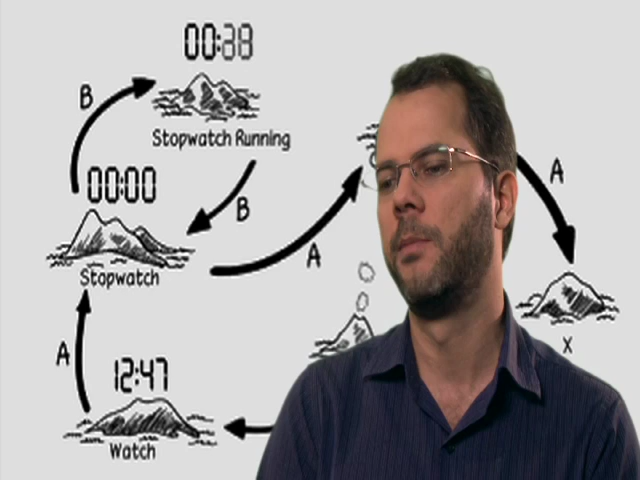 00:38
B
Stopwatch Running
00:00
B
A
Stopwatch
A
A
x
12:47
Watch